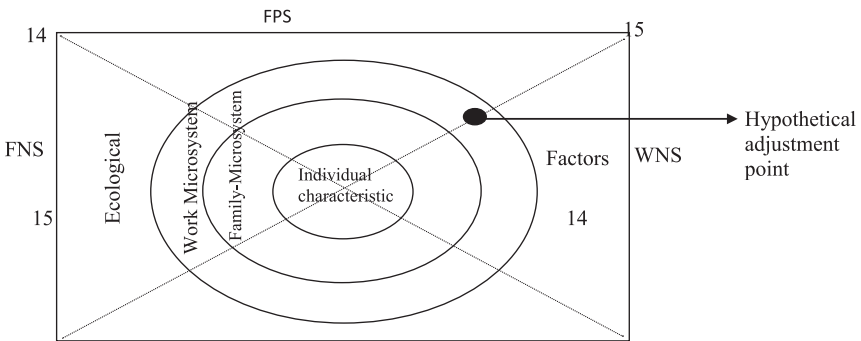 FPS
14
15
Hypothetical
adjustment
point
FNS
Ecological
Work Microsystem
Family-Microsystem
Individual
characteristic
Factors
WNS
15
14